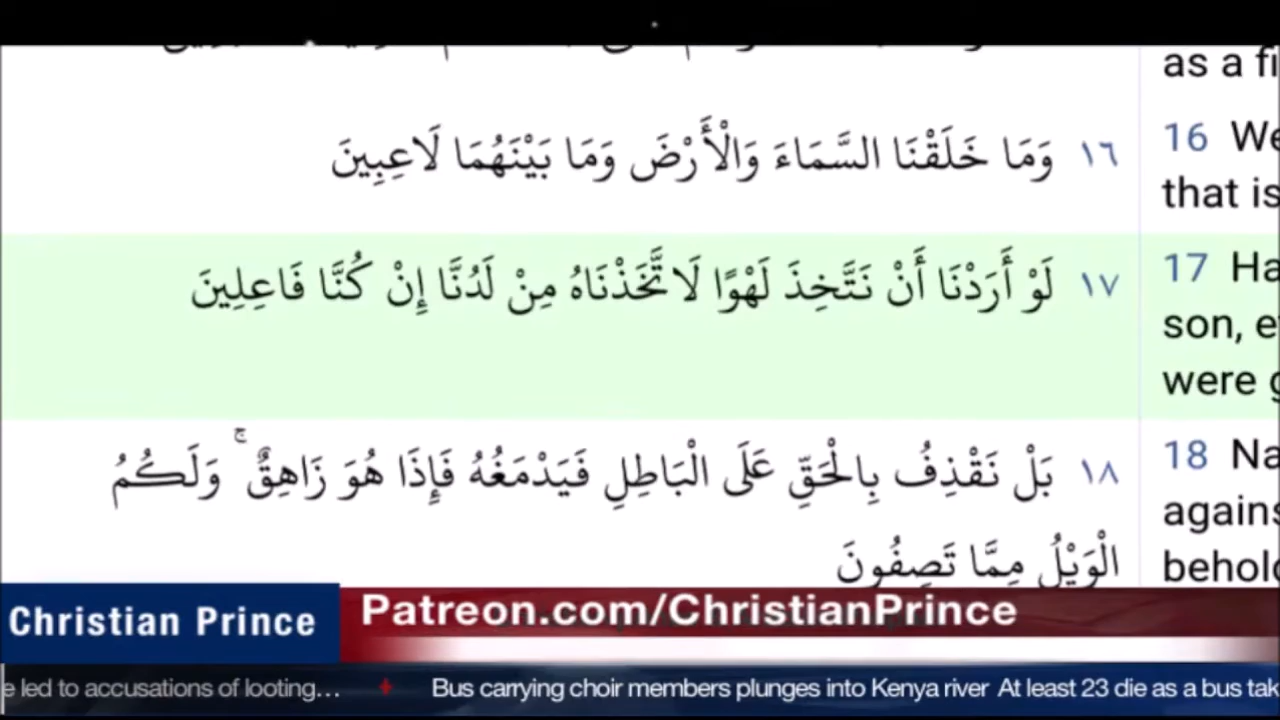 as a fi
١٦ وَمَا خَلَقْنَا السَّمَاءَ وَالْأَرْضَ وَمَا بَيْنَهُمَا لَاعِبِينَ
16 We
that is
١٧ لَوْ أَرَدْنَا أَنْ نَتَّخِذَ لَهْوًا لَاتَّخَذْنَاهُ مِنْ لَدُنَّا إِنْ كُنَّا فَاعِلِينَ
17 Ha
son, e
were g
١٨ بَلْ نَقْذِفُ بِالْحَقِّ عَلَى الْبَاطِلِ فَيَدْمَغُهُ فَإِذَا هُوَ زَاهِقٌ ۚ وَلَكُمُ
الْوَيْلُ مِمَّا تَصِفُونَ
18 Na
agains
behold
Christian Prince
Patreon.com/ChristianPrince
e led to accusations of looting… Bus carrying choir members plunges into Kenya river At least 23 die as a bus tak